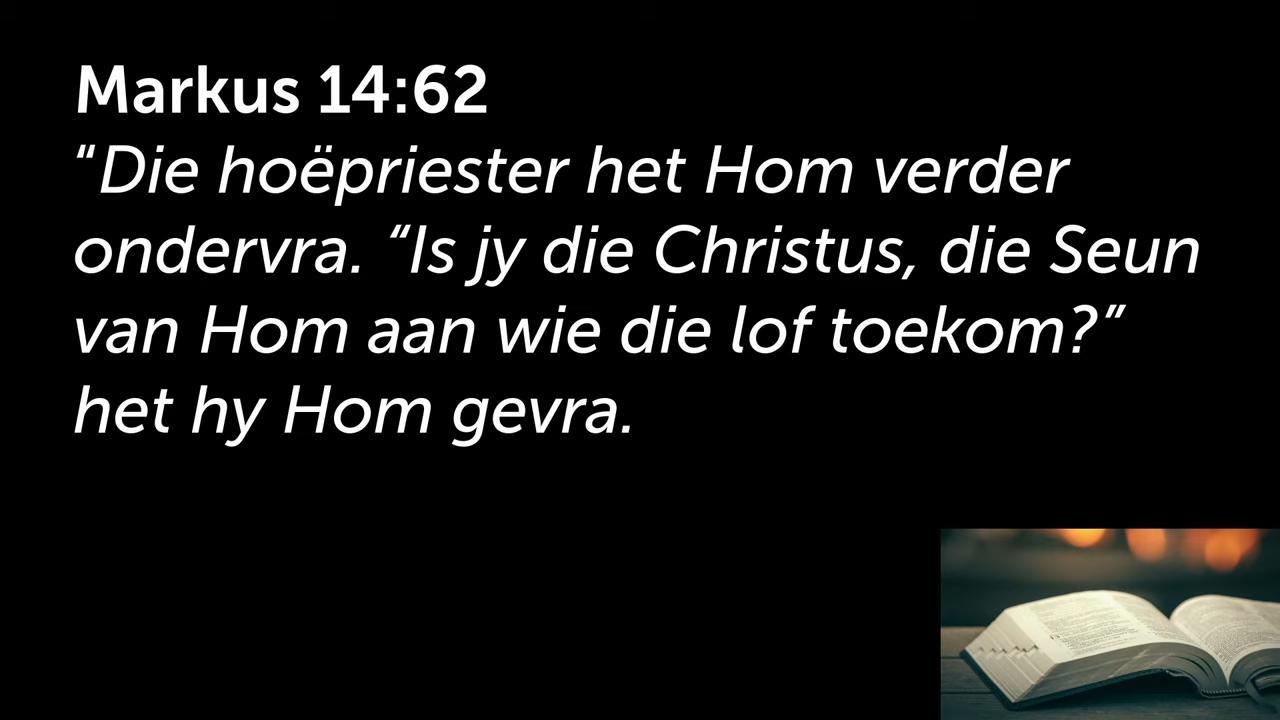 Markus 14:62
“Die hoëpriester het Hom verder
ondervra. “Is jy die Christus, die Seun
van Hom aan wie die lof toekom?”
het hy Hom gevra.